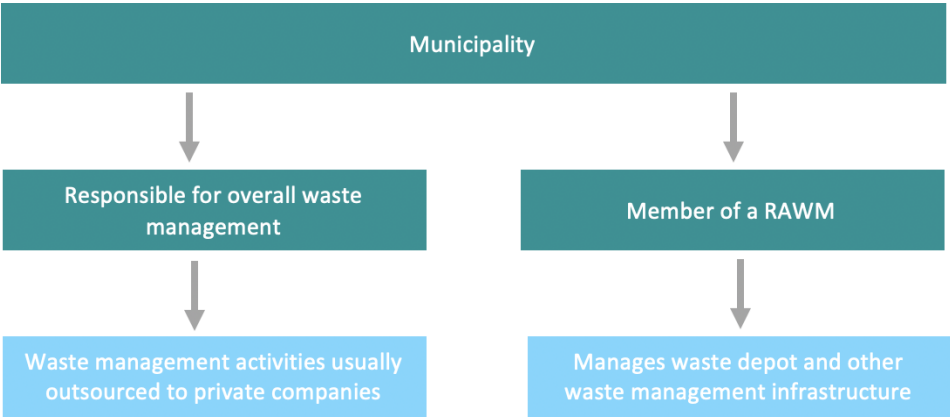 Municipality
Responsible for overall waste
management
Member of a RAWM
Waste management activities usually
outsourced to private companies
Manages waste depot and other
waste management infrastructure